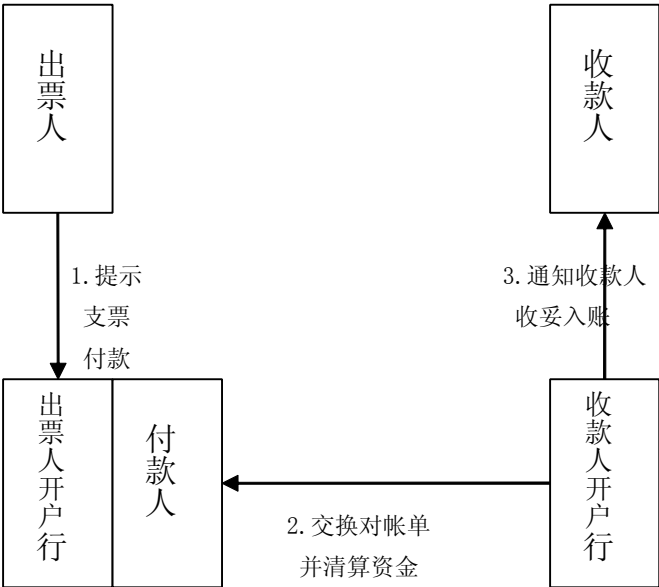 出票人
收款人
1.提示
支票
付款
3.通知收款人
收妥入账
出票人开户行
付款人
收款人开户行
2.交换对帐单
并清算资金